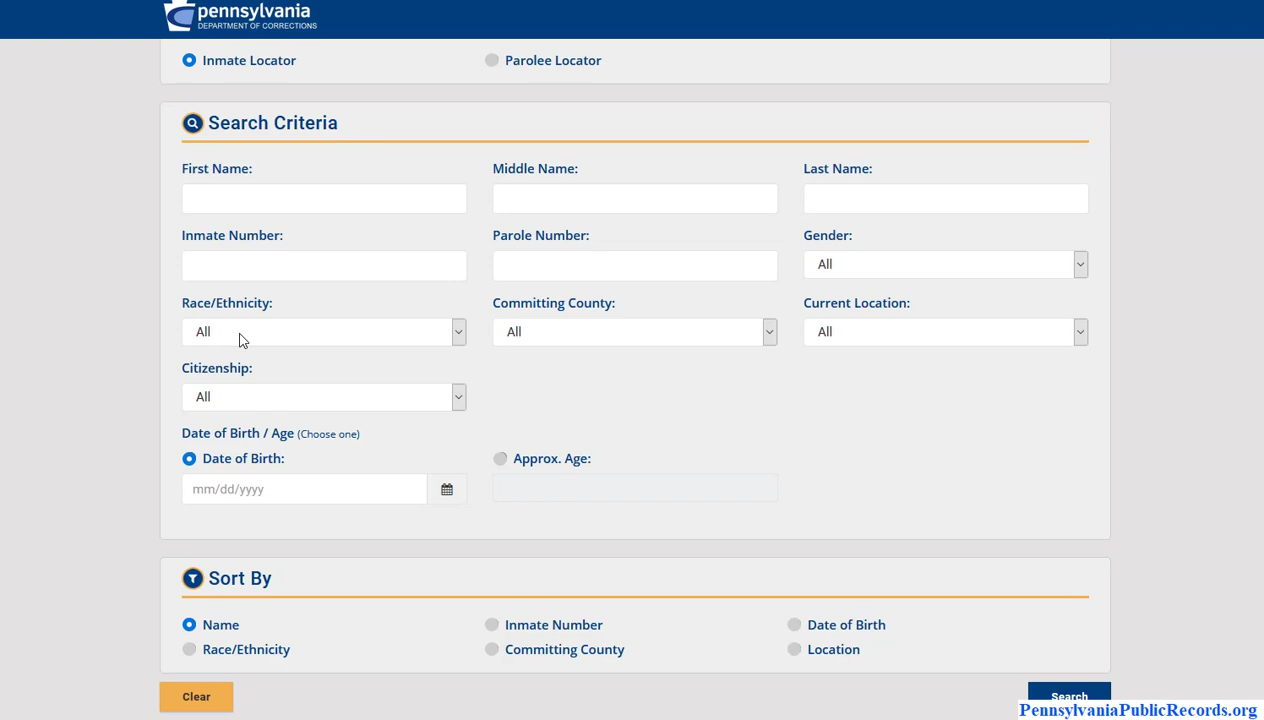 pennsylvania
DEPARTMENT OF CORRECTIONS
Inmate Locator Parolee Locator
Search Criteria
First Name: Middle Name: Last Name:
Inmate Number: Parole Number: Gender:
All
Race/Ethnicity: Committing County: Current Location:
All All All
Citizenship:
All
Date of Birth / Age (Choose one)
Date of Birth: Approx. Age:
mm/dd/yyyy
Sort By
Name Inmate Number Date of Birth
Race/Ethnicity Committing County Location
Clear Search
PennsylvaniaPublicRecords.org